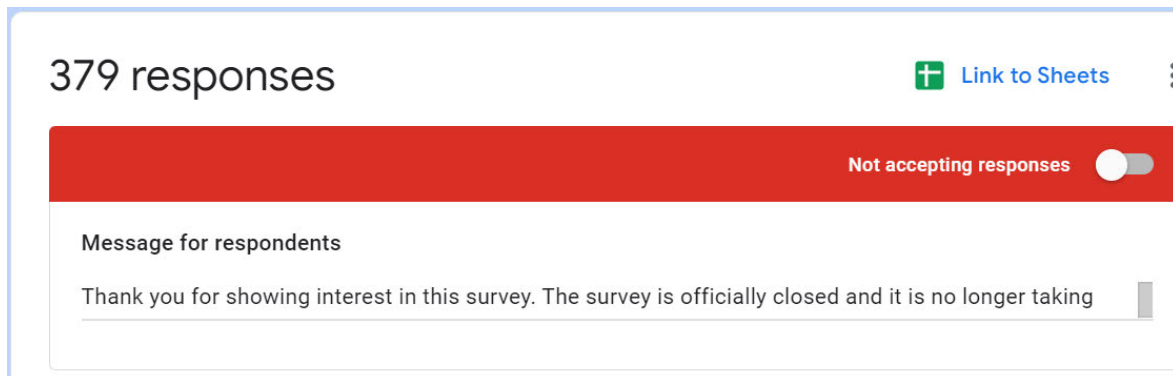 379 responses
Link to Sheets
Not accepting responses
Message for respondents
Thank you for showing interest in this survey. The survey is officially closed and it is no longer taking